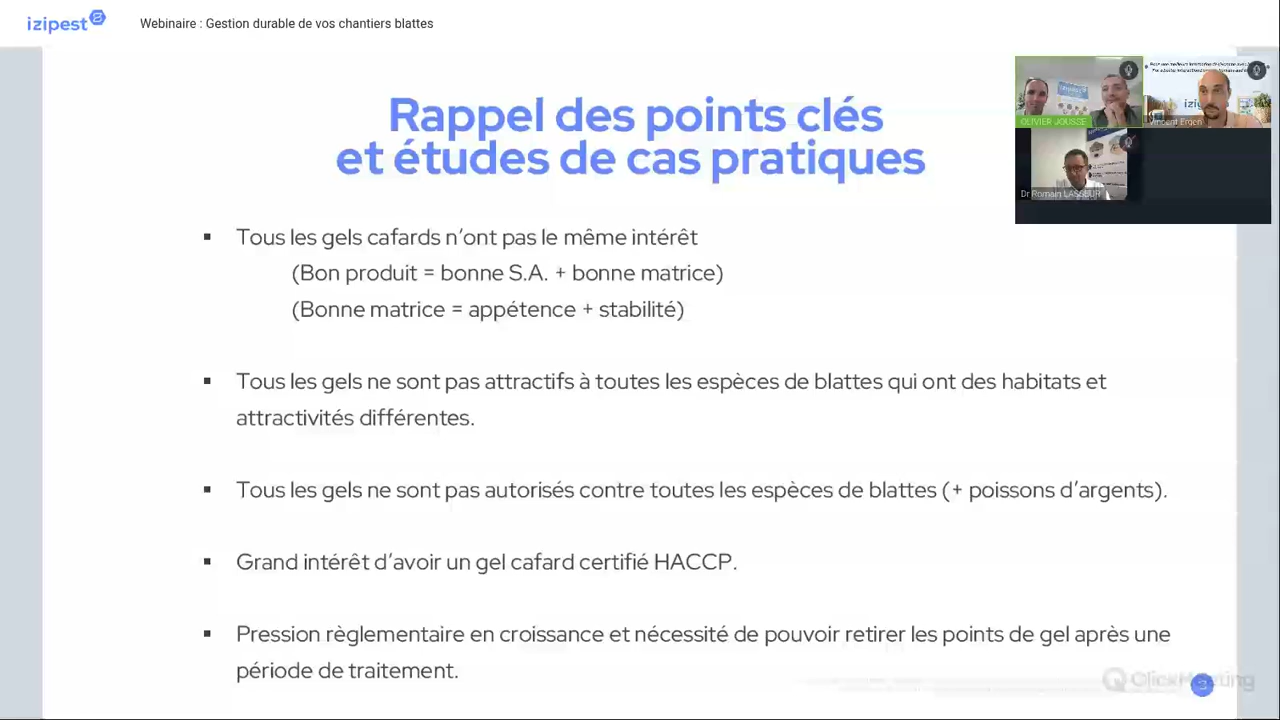 izipest
Webinaire : Gestion durable de vos chantiers blattes
Rappel des points clés
et études de cas pratiques
OLIVIER JOUSSE
Vincent Ergon
Dr Romain LASSEUR
▪ Tous les gels cafards n’ont pas le même intérêt
(Bon produit = bonne S.A. + bonne matrice)
(Bonne matrice = appétence + stabilité)
▪ Tous les gels ne sont pas attractifs à toutes les espèces de blattes qui ont des habitats et
attractivités différentes.
▪ Tous les gels ne sont pas autorisés contre toutes les espèces de blattes (+ poissons d’argents).
▪ Grand intérêt d’avoir un gel cafard certifié HACCP.
▪ Pression règlementaire en croissance et nécessité de pouvoir retirer les points de gel après une
période de traitement.
ClickMeeting